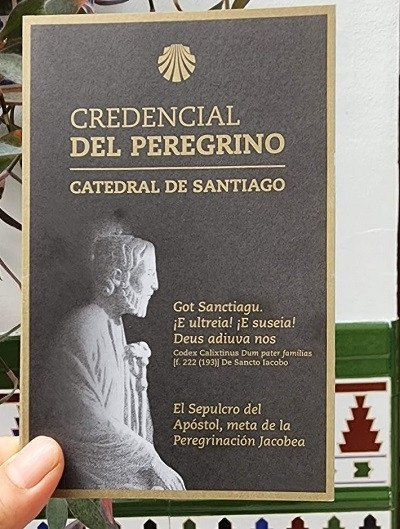 CREDENCIAL
DEL PEREGRINO
CATEDRAL DE SANTIAGO
Got Sanctiagu.
¡E ultreia! ¡E suseia!
Deus adiuva nos
Codex Calixtinus Dum pater familias
[f. 222 (193)] De Sancto Iacobo
El Sepulcro del
Apóstol, meta de la
Peregrinación Jacobea